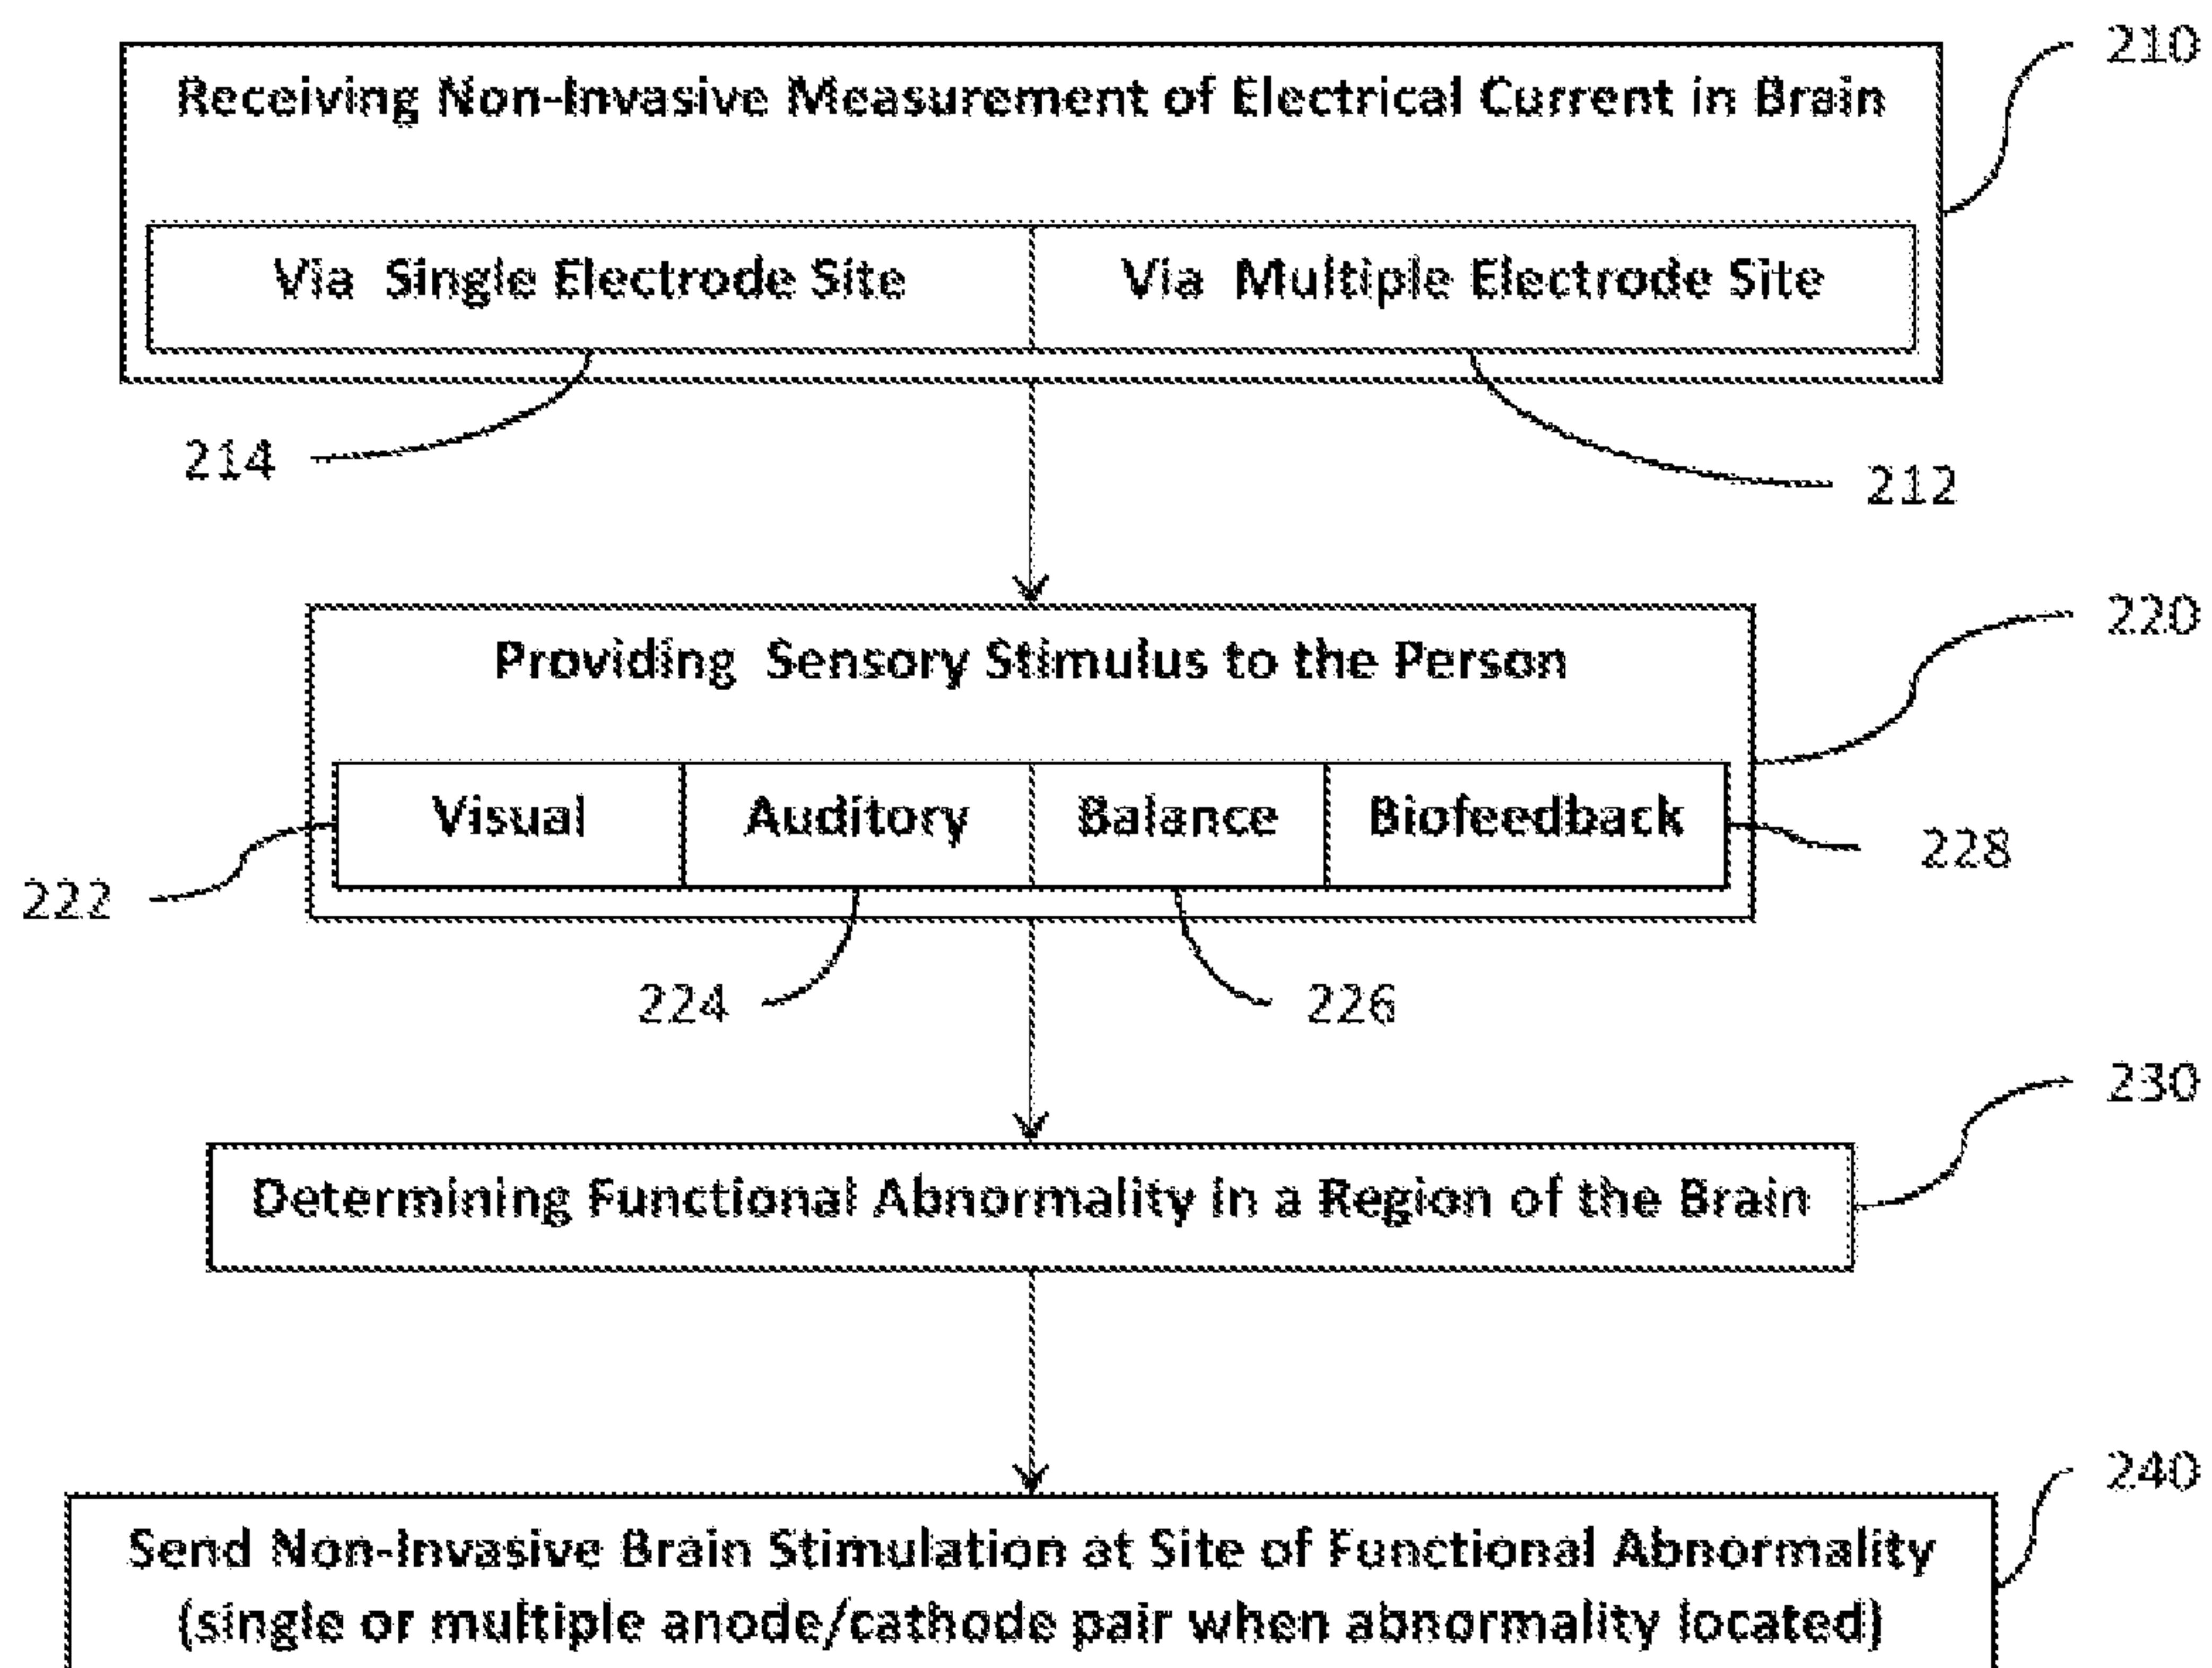 210
Receiving Non-Invasive Measurement of Electrical Current in Brain
Via Single Electrode Site
Via Multiple Electrode Site
214
212
220
Providing Sensory Stimulus to the Person
Visual
Auditory
Balance
Biofeedback
222
228
224
226
230
Determining Functional Abnormality in a Region of the Brain
240
Send Non-Invasive Brain Stimulation at Site of Functional Abnormality
(single or multiple anode/cathode pair when abnormality located)